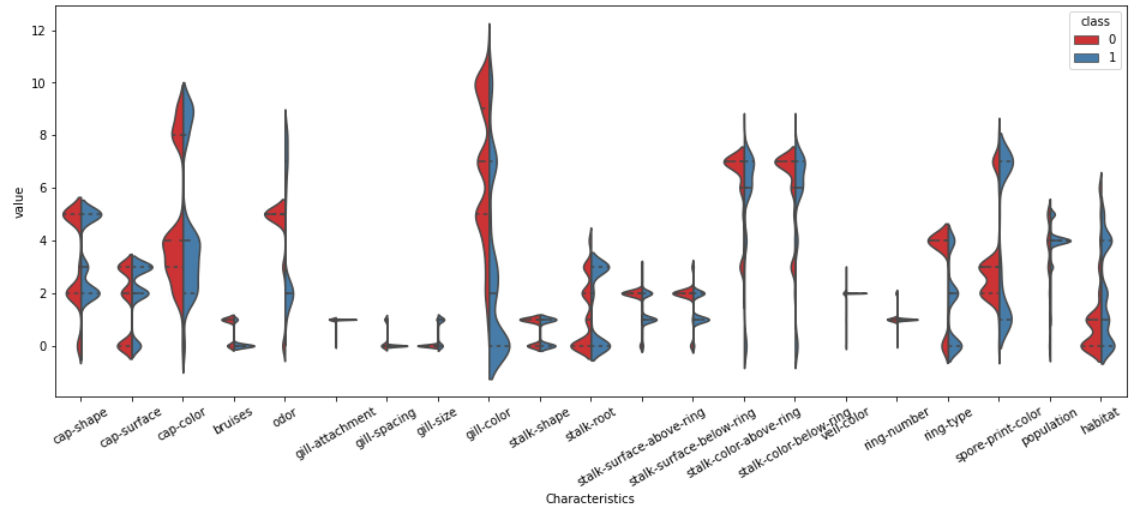 class
0
1
12
10
8
6
4
2
0
value
cap-shape
cap-surface
cap-color
bruises
odor
gill-attachment
gill-spacing
gill-size
gill-color
stalk-shape
stalk-root
stalk-surface-above-ring
stalk-surface-below-ring
stalk-color-above-ring
stalk-color-below-ring
veil-color
ring-number
ring-type
spore-print-color
population
habitat
Characteristics